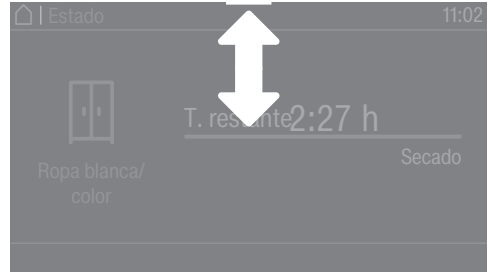 Estado
11:02
T. restante 2:27 h
Secado
Ropa blanca/
color